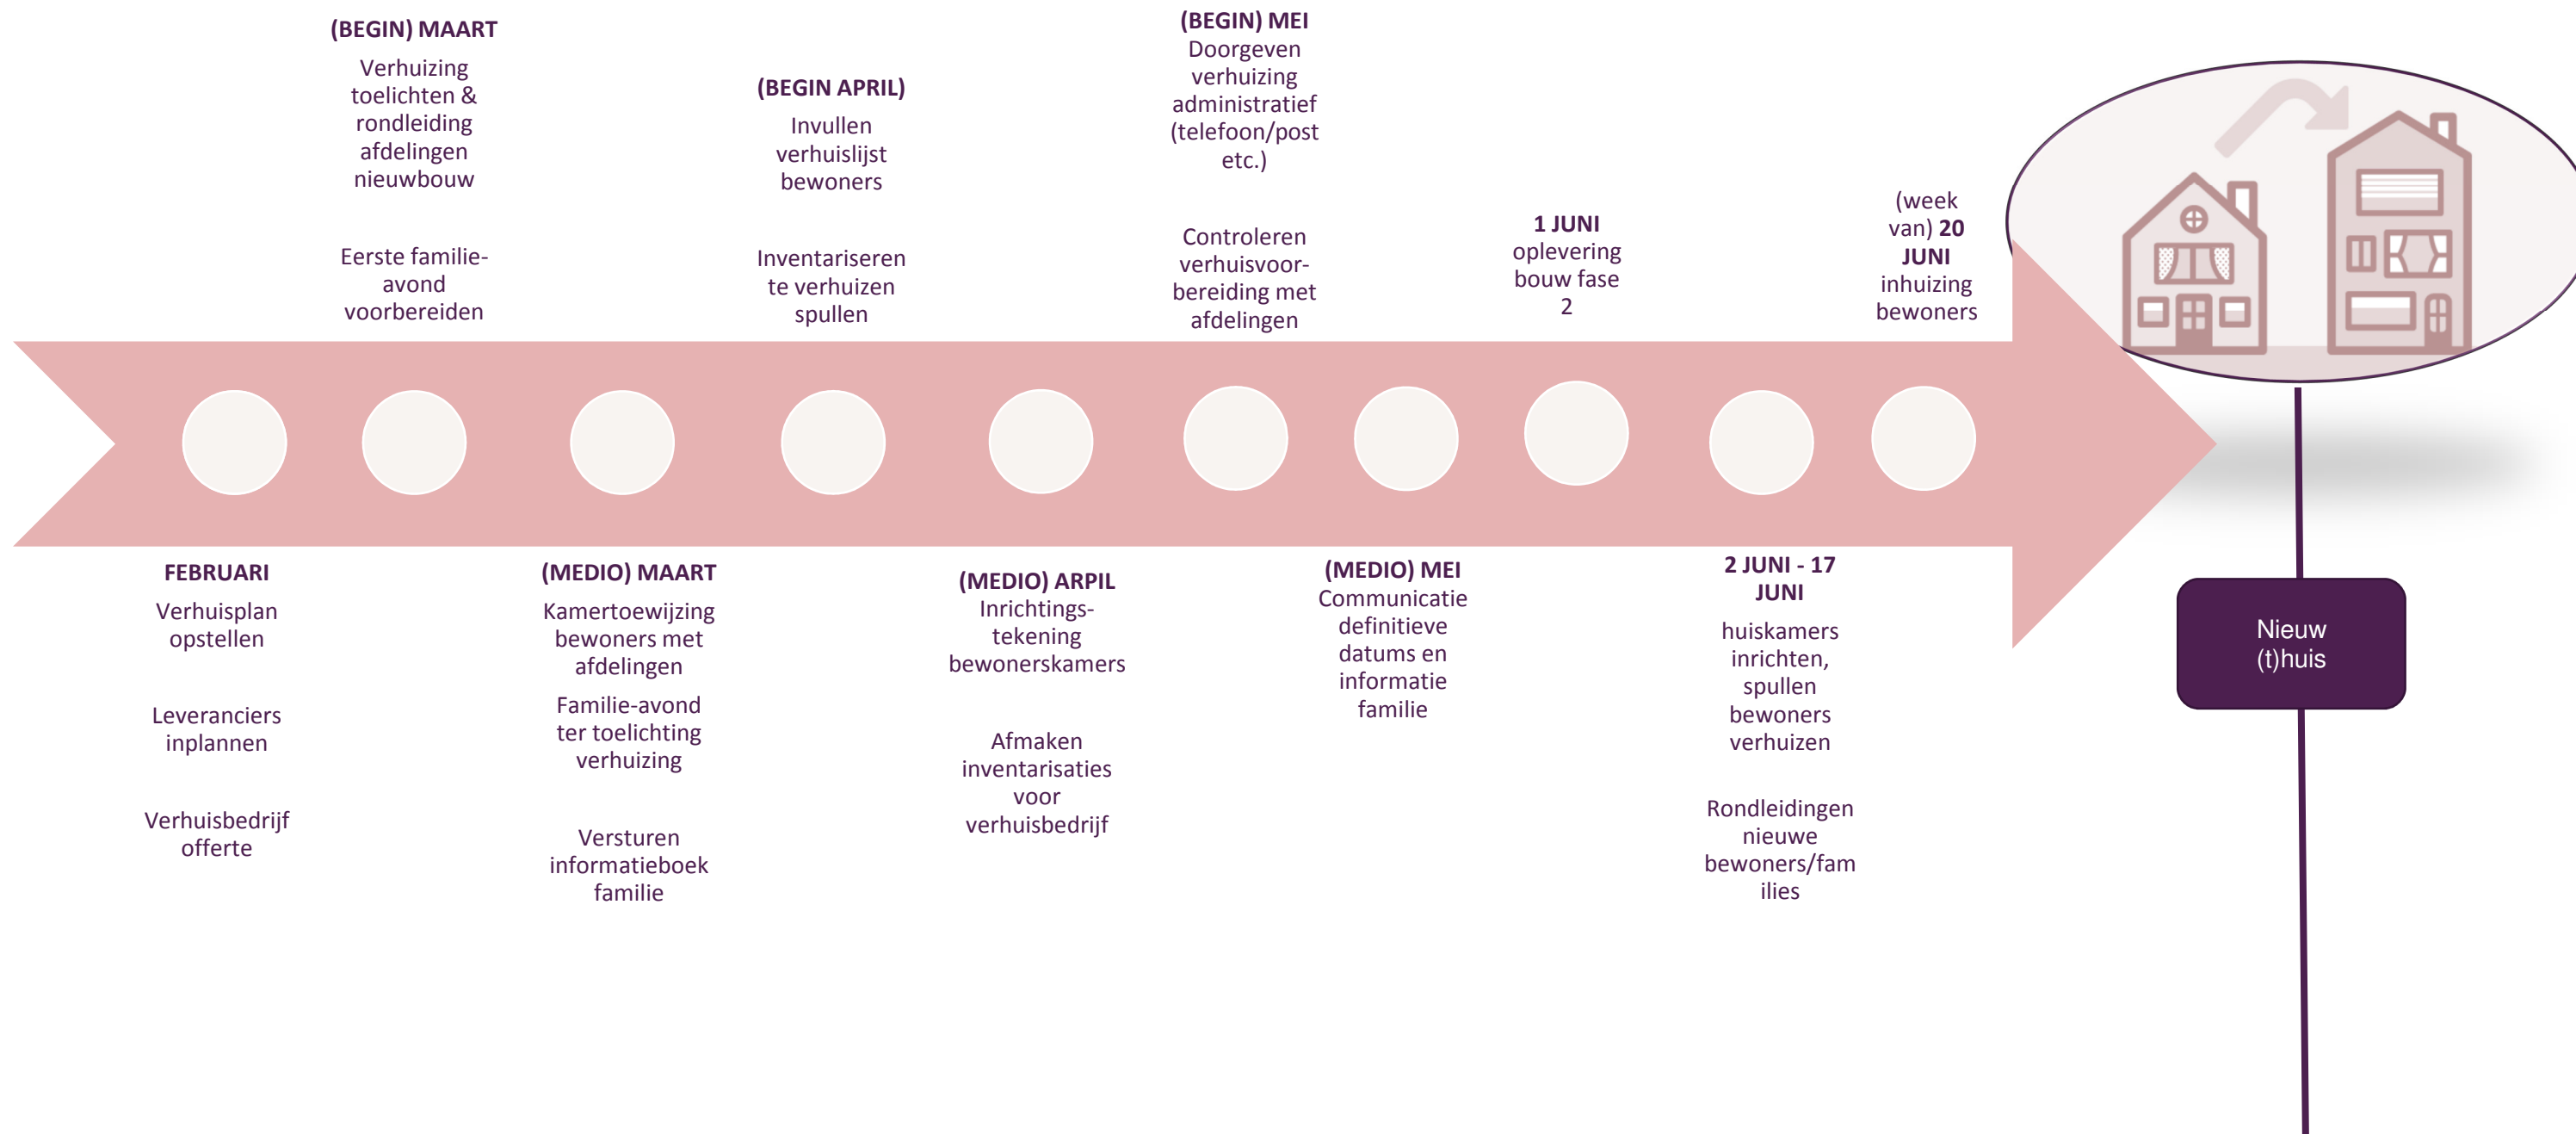 (BEGIN) MAART
Verhuizing
toelichten &
rondleiding
afdelingen
nieuwbouw
Eerste familie-
avond
voorbereiden
(BEGIN APRIL)
Invullen
verhuislijst
bewoners
Inventariseren
te verhuizen
spullen
(BEGIN) MEI
Doorgeven
verhuizing
administratief
(telefoon/post
etc.)
Controleren
verhuisvoor-
bereiding met
afdelingen
1 JUNI
oplevering
bouw fase
2
(week
van) 20
JUNI
inhuizing
bewoners
FEBRUARI
Verhuisplan
opstellen
Leveranciers
inplannen
Verhuisbedrijf
offerte
(MEDIO) MAART
Kamertoewijzing
bewoners met
afdelingen
Familie-avond
ter toelichting
verhuizing
Versturen
informatieboek
familie
(MEDIO) ARPIL
Inrichtings-
tekening
bewonerskamers
Afmaken
inventarisaties
voor
verhuisbedrijf
(MEDIO) MEI
Communicatie
definitieve
datums en
informatie
familie
2 JUNI - 17
JUNI
huiskamers
inrichten,
spullen
bewoners
verhuizen
Rondleidingen
nieuwe
bewoners/fam
ilies
Nieuw
(t)huis